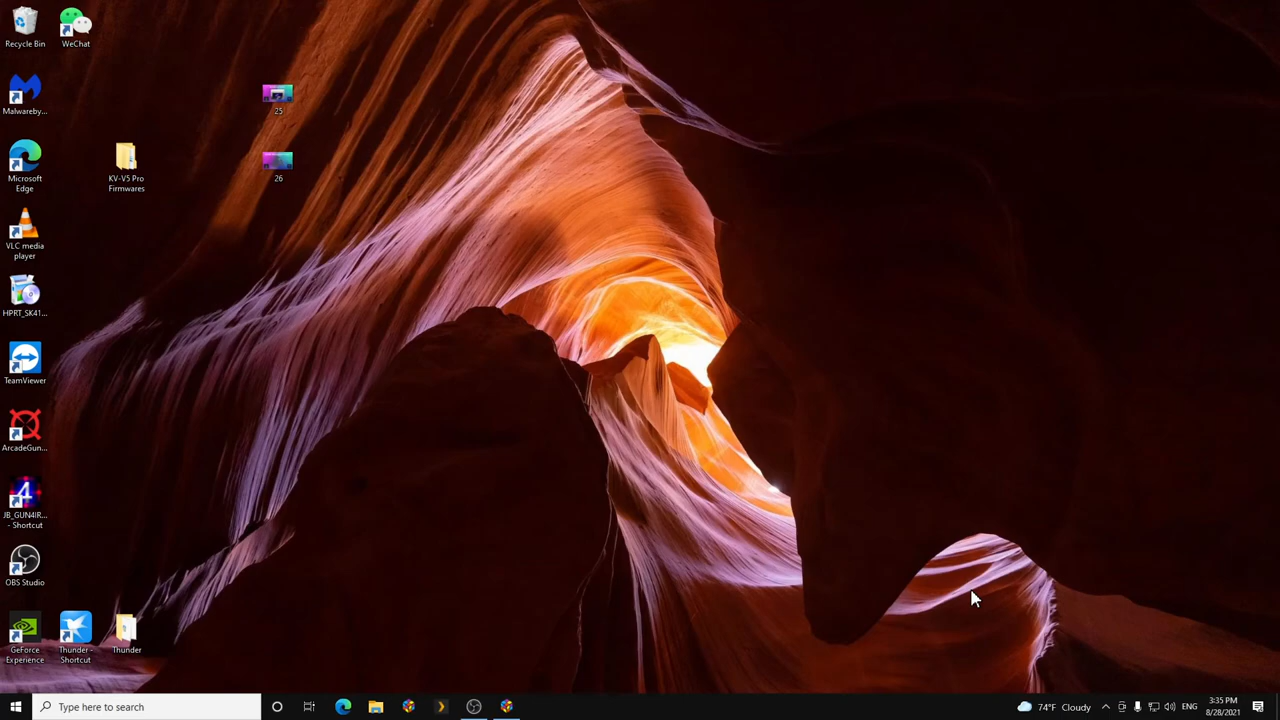 Recycle Bin
WeChat
Malwareby...
25
Microsoft
Edge
KV-V5 Pro
Firmwares
26
VLC media
player
HPRT_SK41...
TeamViewer
ArcadeGun...
4
JB_GUN4IR...
- Shortcut
OBS Studio
GeForce
Experience
Thunder -
Shortcut
Thunder
Type here to search
74°F Cloudy
3:35 PM
8/28/2021